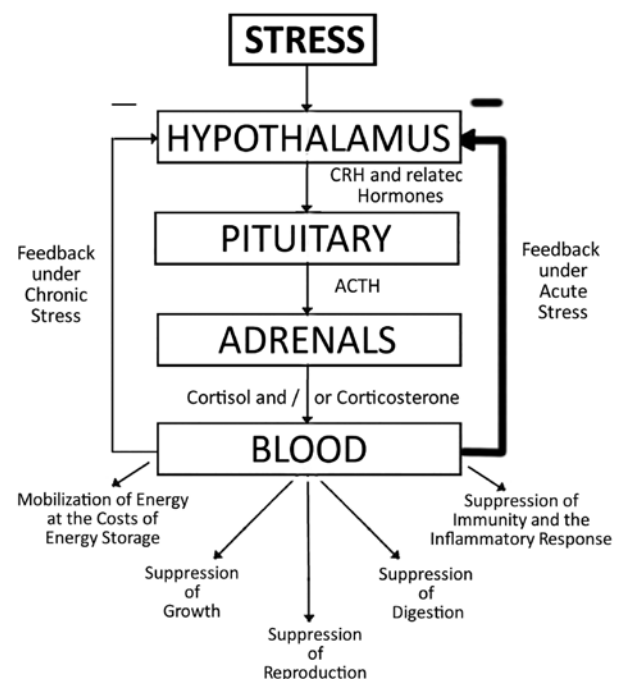 STRESS
HYPOTHALAMUS
CRH and related
Hormones
PITUITARY
Feedback
under
Chronic
Stress
Feedback
under
Acute
Stress
ACTH
ADRENALS
Cortisol and / or Corticosterone
BLOOD
Mobilization of Energy
at the Costs of
Energy Storage
Suppression of
Immunity and the
Inflammatory Response
Suppression
of
Growth
Suppression
of
Digestion
Suppression
of
Reproduction